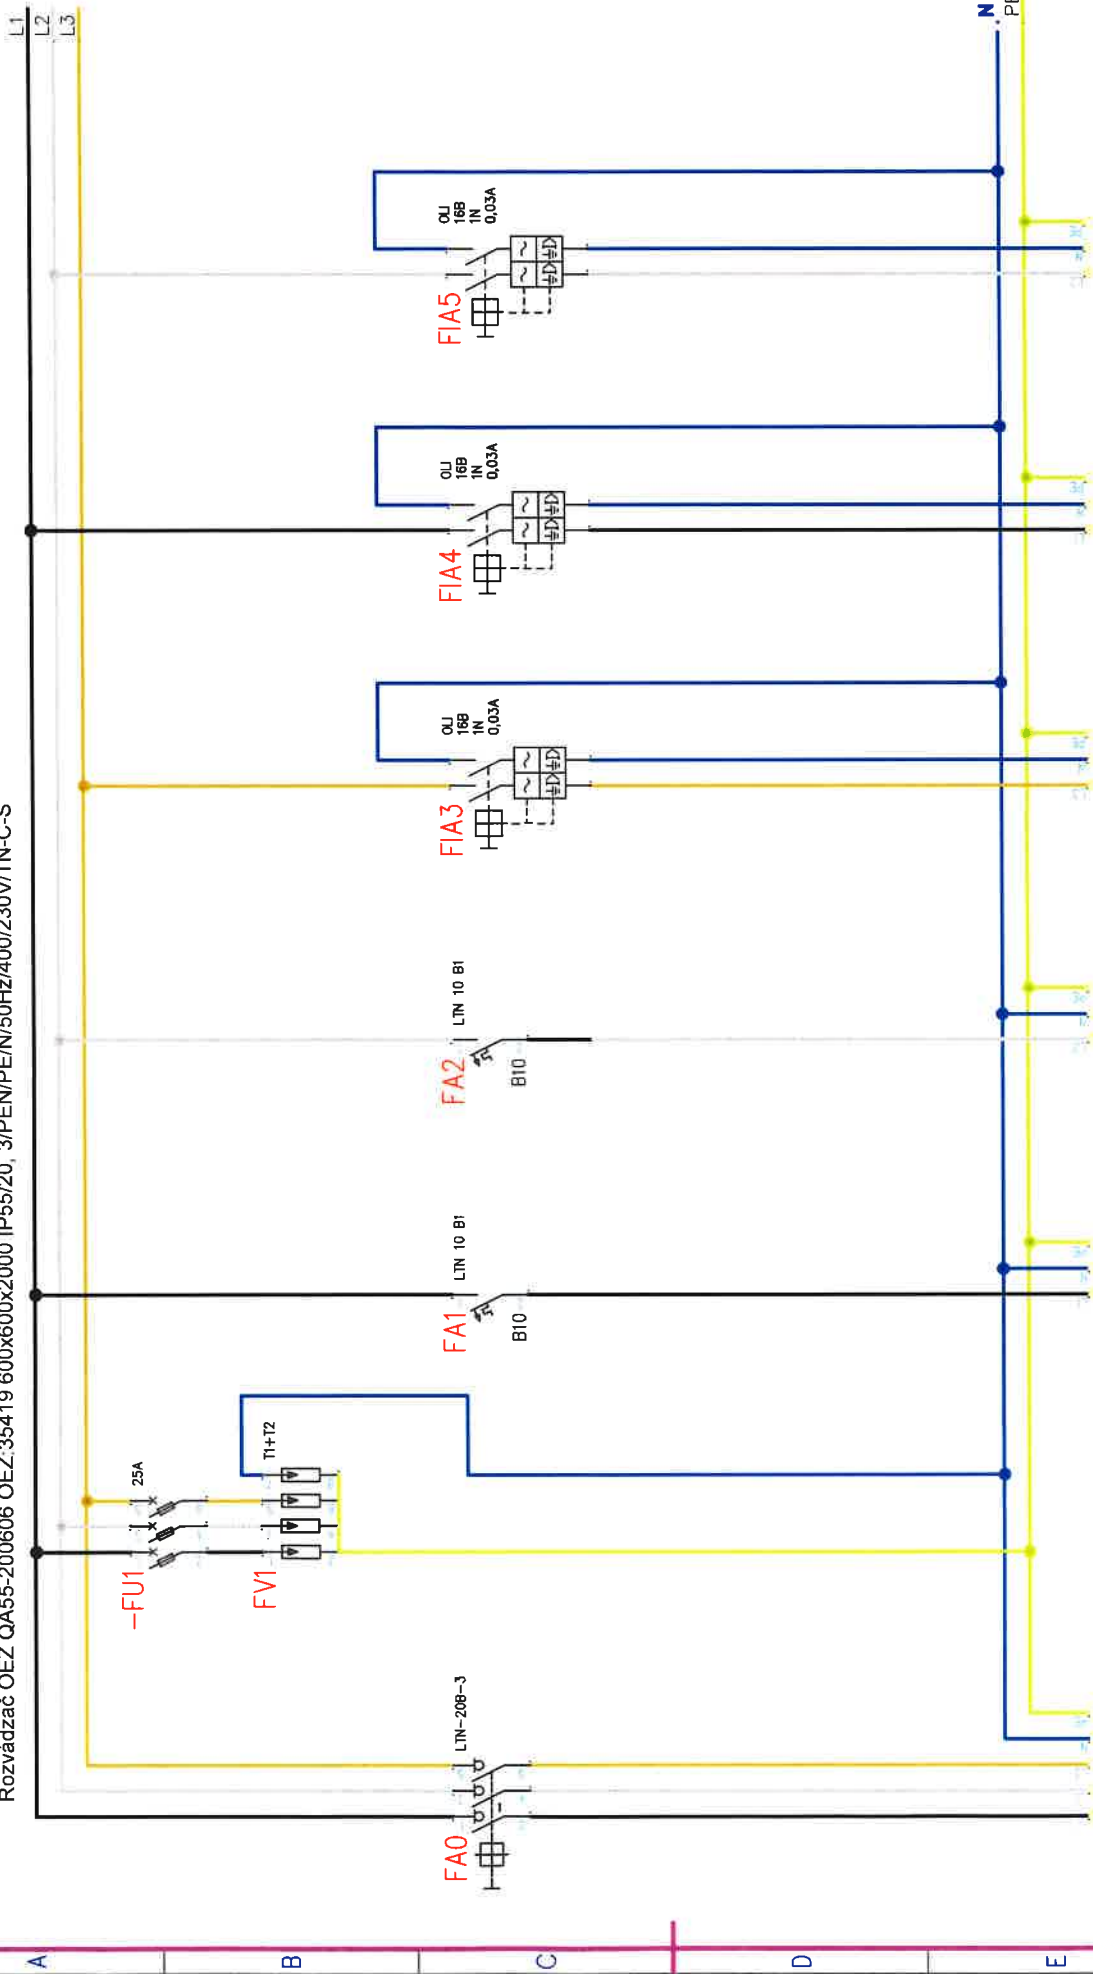 Rozvádzač OEZ QA55-200606 OEZ:35419 600x600x2000 IP55/20, 3/PEN/PE/N/50Hz/400/230V/TN-C-S
L1
L2
L3
-FU1
25A
FV1
T1+T2
FA0
LTN-20B-3
FA1
LTN 10 B1
B10
FA2
LTN 10 B1
B10
FIA3
OLI
16B
1N
0,03A
FIA4
OLI
16B
1N
0,03A
FIA5
OLI
16B
1N
0,03A
N
A
B
C
D
E